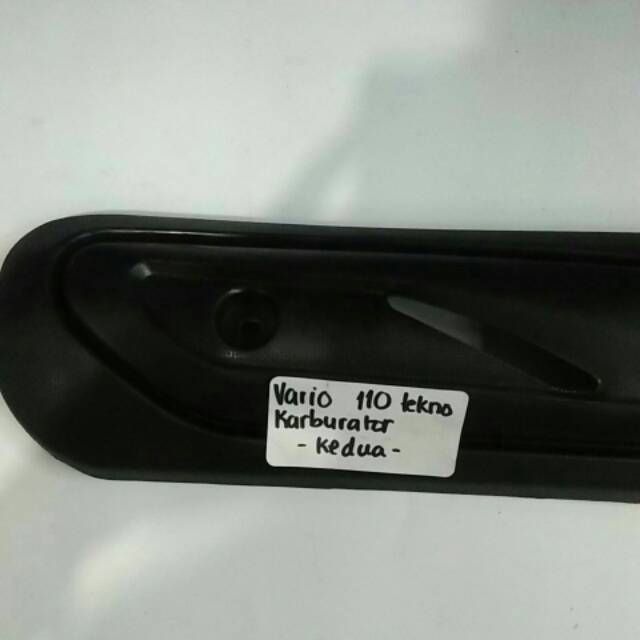 Vario 110 tekno
Karburator
- Kedua -